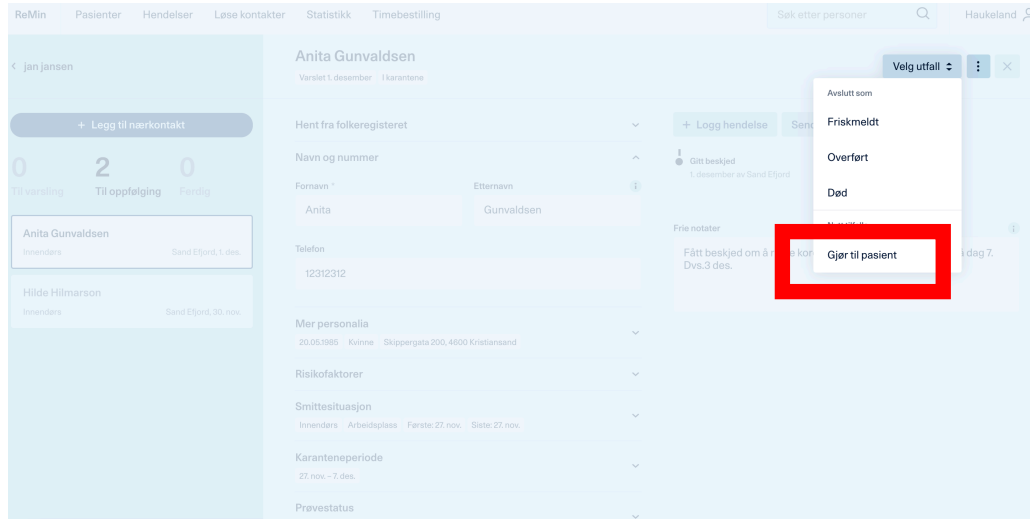 ReMin Pasienter Hendelser Løse kontakter Statistikk Timebestilling Søk etter personer Haukeland
jan jansen
+ Legg til nærkontakt
0 2 0
Til varsling Til oppfølging Ferdig
Anita Gunvaldsen
Innendørs Sand Efjord, 1. des.
Hilde Hilmarson
Innendørs Sand Efjord, 30. nov.
Anita Gunvaldsen
Varslet 1. desember I karantene
Hent fra folkeregisteret
Navn og nummer
Fornavn * Etternavn
Anita Gunvaldsen
Telefon
12312312
Mer personalia
20.05.1985 Kvinne Skippergata 200, 4600 Kristiansand
Risikofaktorer
Smittesituasjon
Innendørs Arbeidsplass Første: 27. nov. Siste: 27. nov.
Karanteneperiode
27. nov. – 7. des.
Prøvestatus
Velg utfall
Avslutt som
Friskmeldt
Overført
Død
Gjør til pasient
+ Logg hendelse Send
Gitt beskjed
1. desember av Sand Efjord
Frie notater
Fått beskjed om å dag 7.
Dvs.3 des.